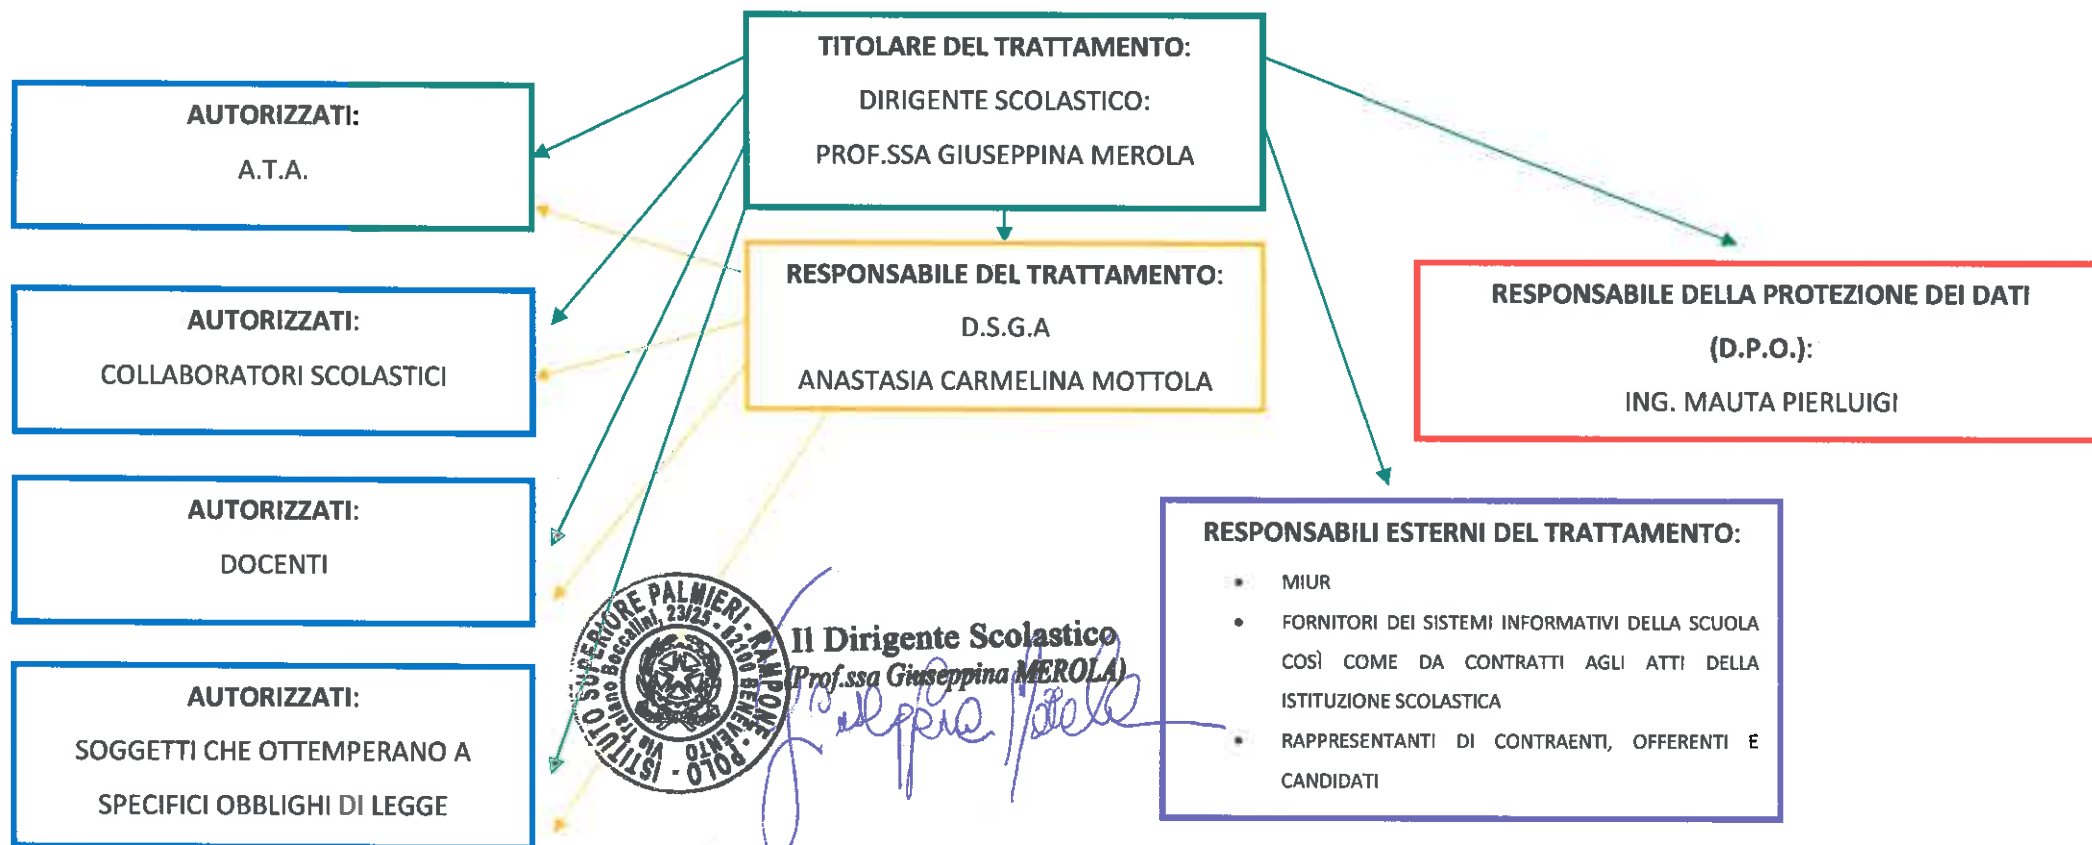 TITOLARE DEL TRATTAMENTO:
DIRIGENTE SCOLASTICO:
PROF.SSA GIUSEPPINA MEROLA
AUTORIZZATI:
A.T.A.
AUTORIZZATI:
COLLABORATORI SCOLASTICI
AUTORIZZATI:
DOCENTI
AUTORIZZATI:
SOGGETTI CHE OTTEMPERANO A
SPECIFICI OBBLIGHI DI LEGGE
RESPONSABILE DEL TRATTAMENTO:
D.S.G.A
ANASTASIA CARMELINA MOTTOLA
RESPONSABILE DELLA PROTEZIONE DEI DATI
(D.P.O.):
ING. MAUTA PIERLUIGI
RESPONSABILI ESTERNI DEL TRATTAMENTO:
• MIUR
• FORNITORI DEI SISTEMI INFORMATIVI DELLA SCUOLA
COSÌ COME DA CONTRATTI AGLI ATTI DELLA
ISTITUZIONE SCOLASTICA
• RAPPRESENTANTI DI CONTRAENTI, OFFERENTI E
CANDIDATI
ISTITUTO SUPERIORE PALMIERI - RAMPONE - POLO -
Via Traiano Boccalini, 23/25 - 82100 BENEVENTO
Il Dirigente Scolastico
(Prof.ssa Giuseppina MEROLA)